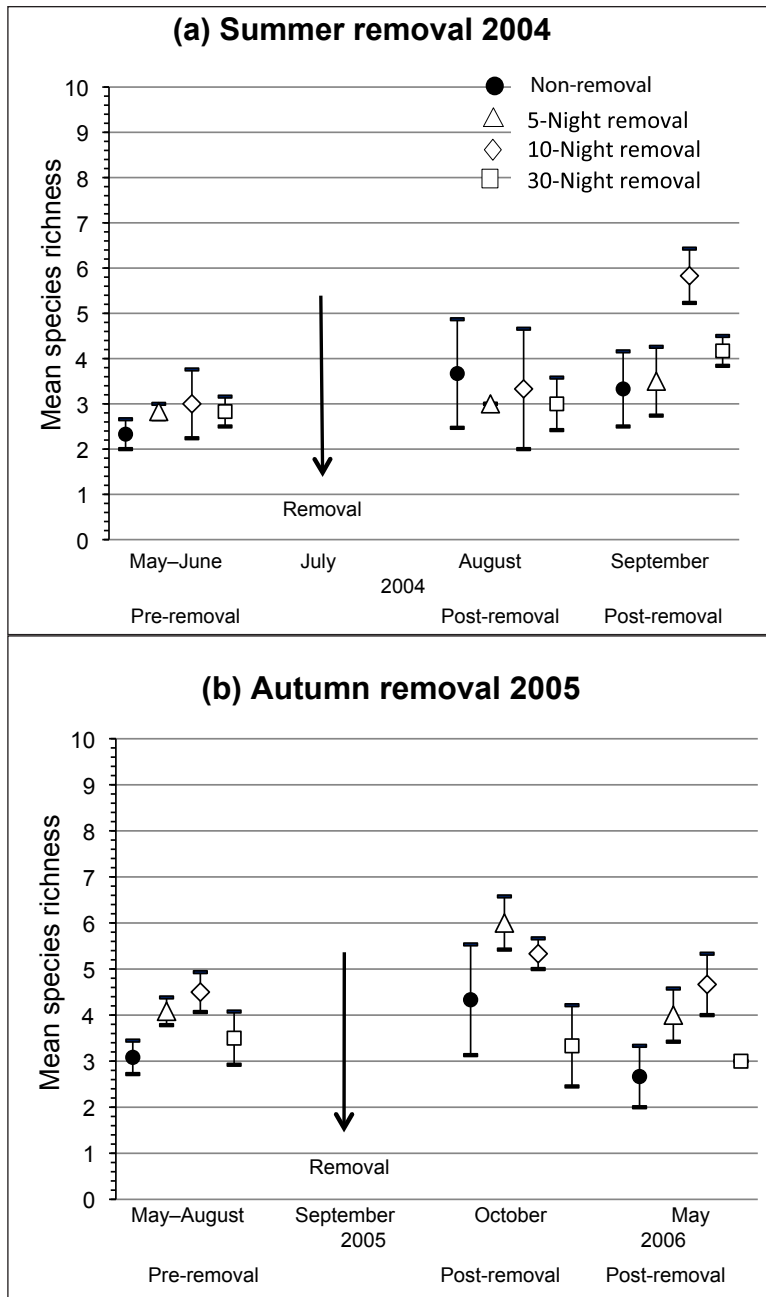 (a) Summer removal 2004
10
9
8
7
6
5
4
3
2
1
0
Mean species richness
Non-removal
5-Night removal
10-Night removal
30-Night removal
Removal
May–June July August September
2004
Pre-removal Post-removal Post-removal
(b) Autumn removal 2005
10
9
8
7
6
5
4
3
2
1
0
Mean species richness
Removal
May–August September October May
2005 2006
Pre-removal Post-removal Post-removal